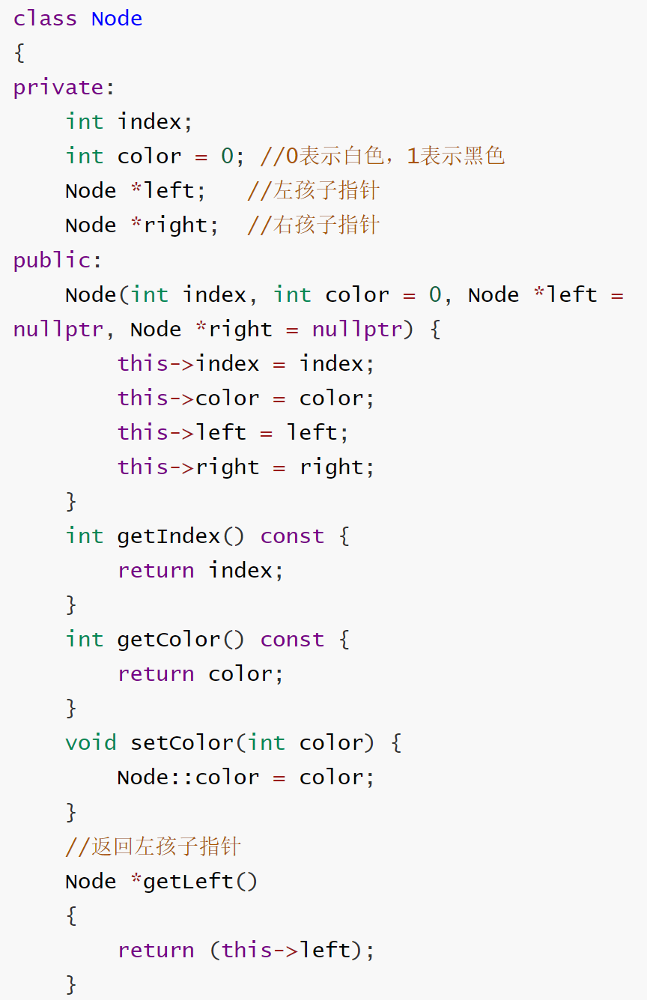 class Node
{
private:
    int index;
    int color = 0; //0表示白色，1表示黑色
    Node *left;   //左孩子指针
    Node *right;  //右孩子指针
public:
    Node(int index, int color = 0, Node *left =
nullptr, Node *right = nullptr) {
        this->index = index;
        this->color = color;
        this->left = left;
        this->right = right;
    }
    int getIndex() const {
        return index;
    }
    int getColor() const {
        return color;
    }
    void setColor(int color) {
        Node::color = color;
    }
    //返回左孩子指针
    Node *getLeft()
    {
        return (this->left);
    }